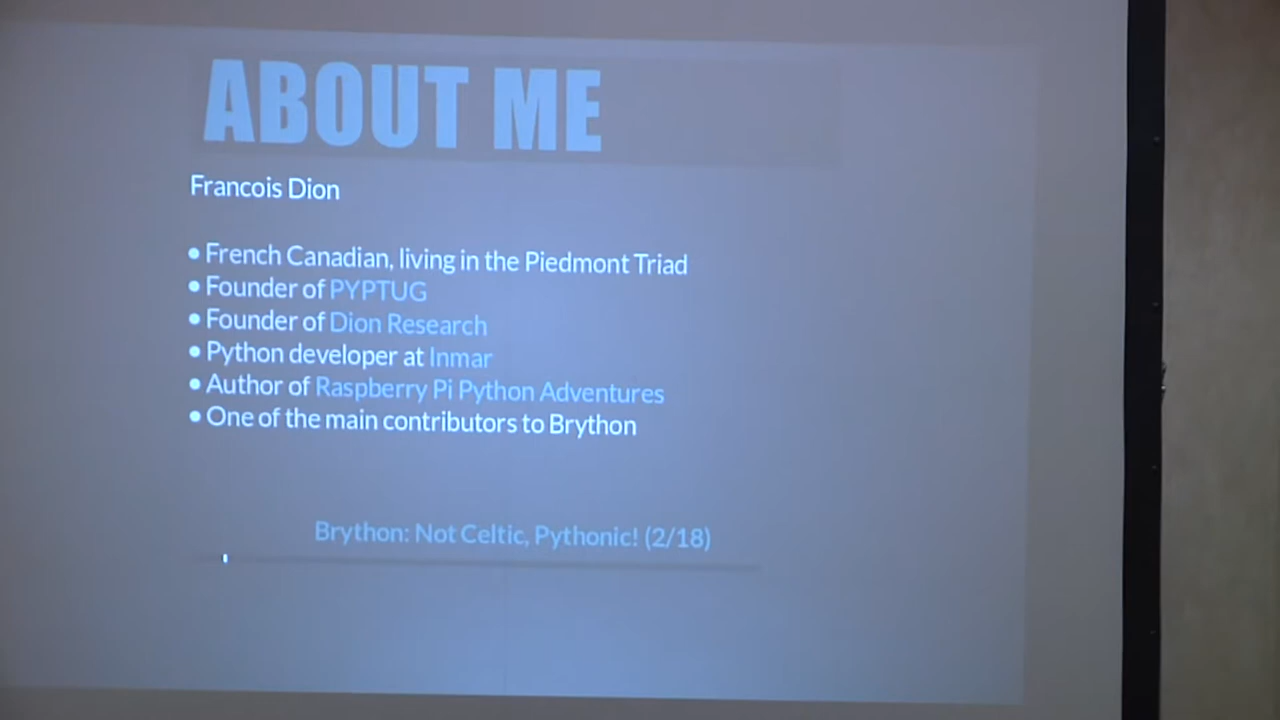 ABOUT ME
Francois Dion
• French Canadian, living in the Piedmont Triad
• Founder of PYPTUG
• Founder of Dion Research
• Python developer at Inmar
• Author of Raspberry Pi Python Adventures
• One of the main contributors to Brython
Brython: Not Celtic, Pythonic! (2/18)